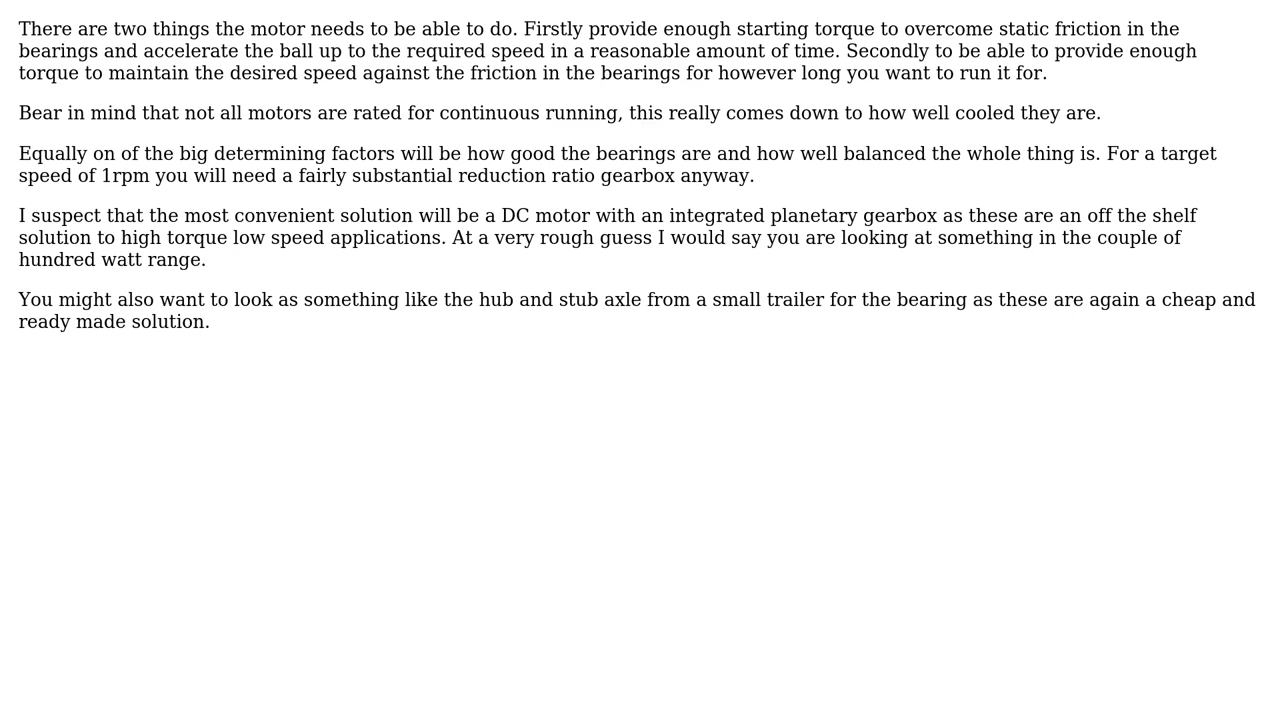 There are two things the motor needs to be able to do. Firstly provide enough starting torque to overcome static friction in the
bearings and accelerate the ball up to the required speed in a reasonable amount of time. Secondly to be able to provide enough
torque to maintain the desired speed against the friction in the bearings for however long you want to run it for.
Bear in mind that not all motors are rated for continuous running, this really comes down to how well cooled they are.
Equally on of the big determining factors will be how good the bearings are and how well balanced the whole thing is. For a target
speed of 1rpm you will need a fairly substantial reduction ratio gearbox anyway.
I suspect that the most convenient solution will be a DC motor with an integrated planetary gearbox as these are an off the shelf
solution to high torque low speed applications. At a very rough guess I would say you are looking at something in the couple of
hundred watt range.
You might also want to look as something like the hub and stub axle from a small trailer for the bearing as these are again a cheap and
ready made solution.